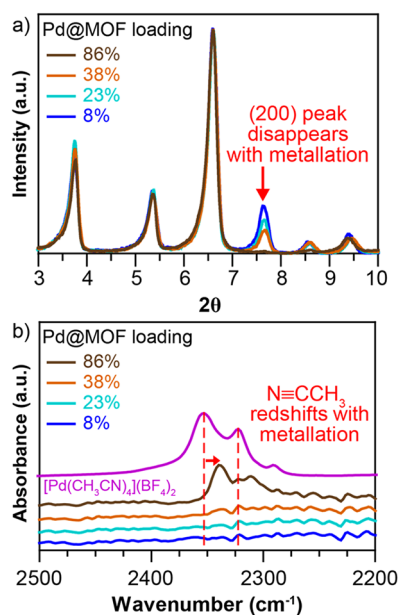 a)
Pd@MOF loading
86%
38%
23%
8%
(200) peak
disappears
with metallation
Intensity (a.u.)
3 4 5 6 7 8 9 10
2θ
b)
Pd@MOF loading
86%
38%
23%
8%
N≡CCH₃
redshifts with
metallation
[Pd(CH₃CN)₄](BF₄)₂
Absorbance (a.u.)
2500 2400 2300 2200
Wavenumber (cm⁻¹)